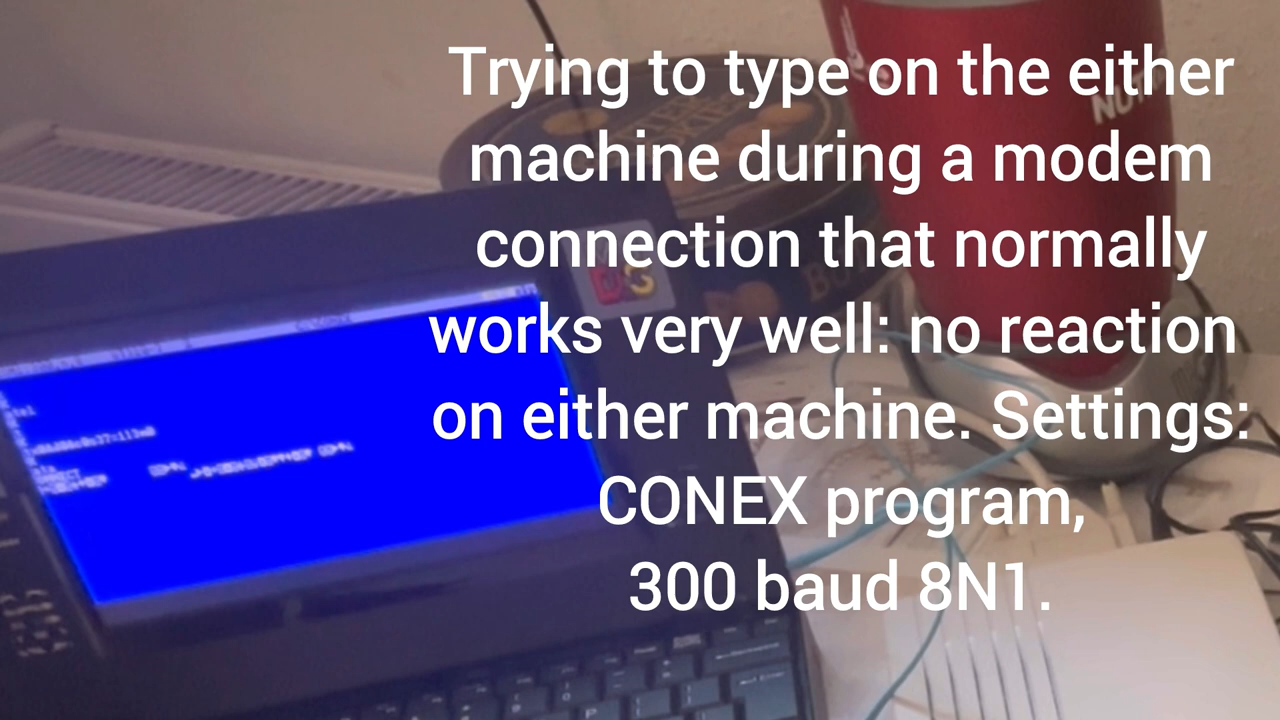 Trying to type on the either
machine during a modem
connection that normally
works very well: no reaction
on either machine. Settings:
CONEX program,
300 baud 8N1.